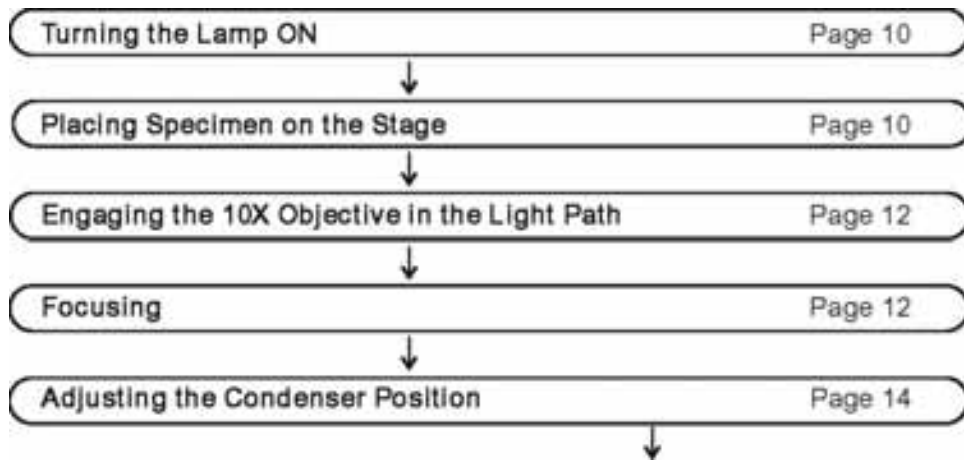 Turning the Lamp ON Page 10
Placing Specimen on the Stage Page 10
Engaging the 10X Objective in the Light Path Page 12
Focusing Page 12
Adjusting the Condenser Position Page 14